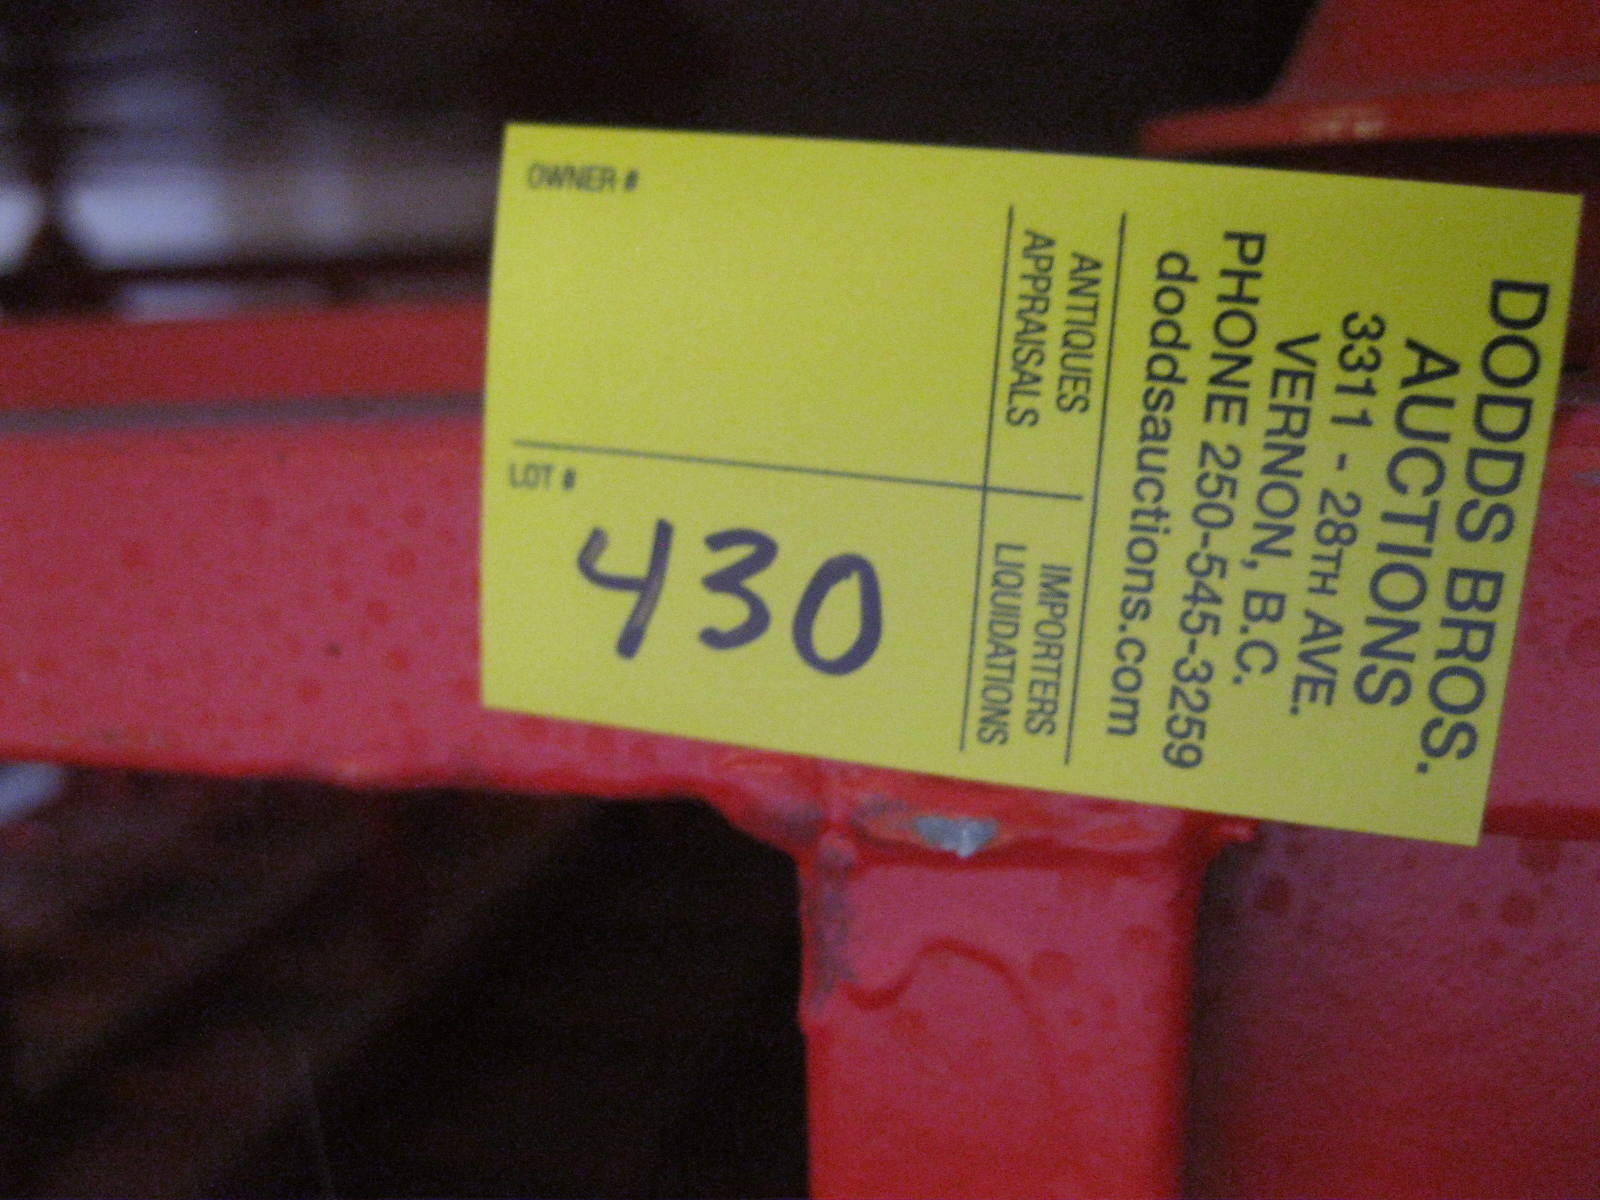 DODDS BROS.
AUCTIONS
3311 - 28TH AVE.
VERNON, B.C.
PHONE 250-545-3259
doddsauctions.com
ANTIQUES
APPRAISALS
IMPORTERS
LIQUIDATIONS
OWNER #
LOT #
430